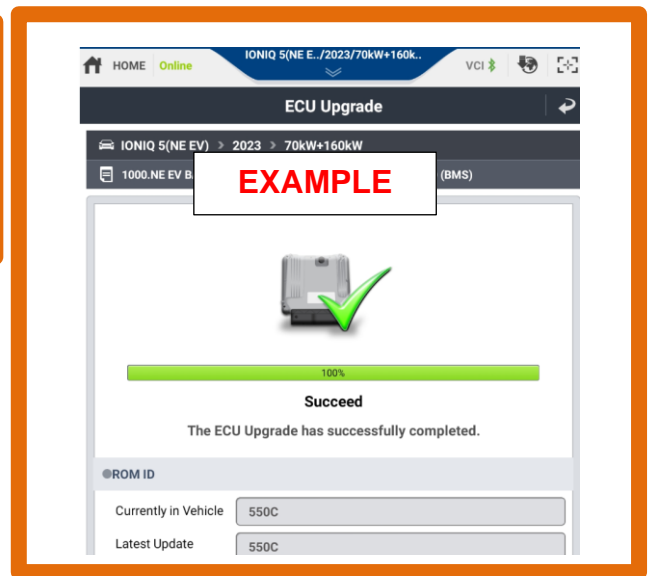 HOME Online IONIQ 5(NE E../2023/70kW+160k.. VCI
ECU Upgrade
IONIQ 5(NE EV) > 2023 > 70kW+160kW
1000.NE EV B (BMS)
EXAMPLE
100%
Succeed
The ECU Upgrade has successfully completed.
ROM ID
Currently in Vehicle 550C
Latest Update 550C